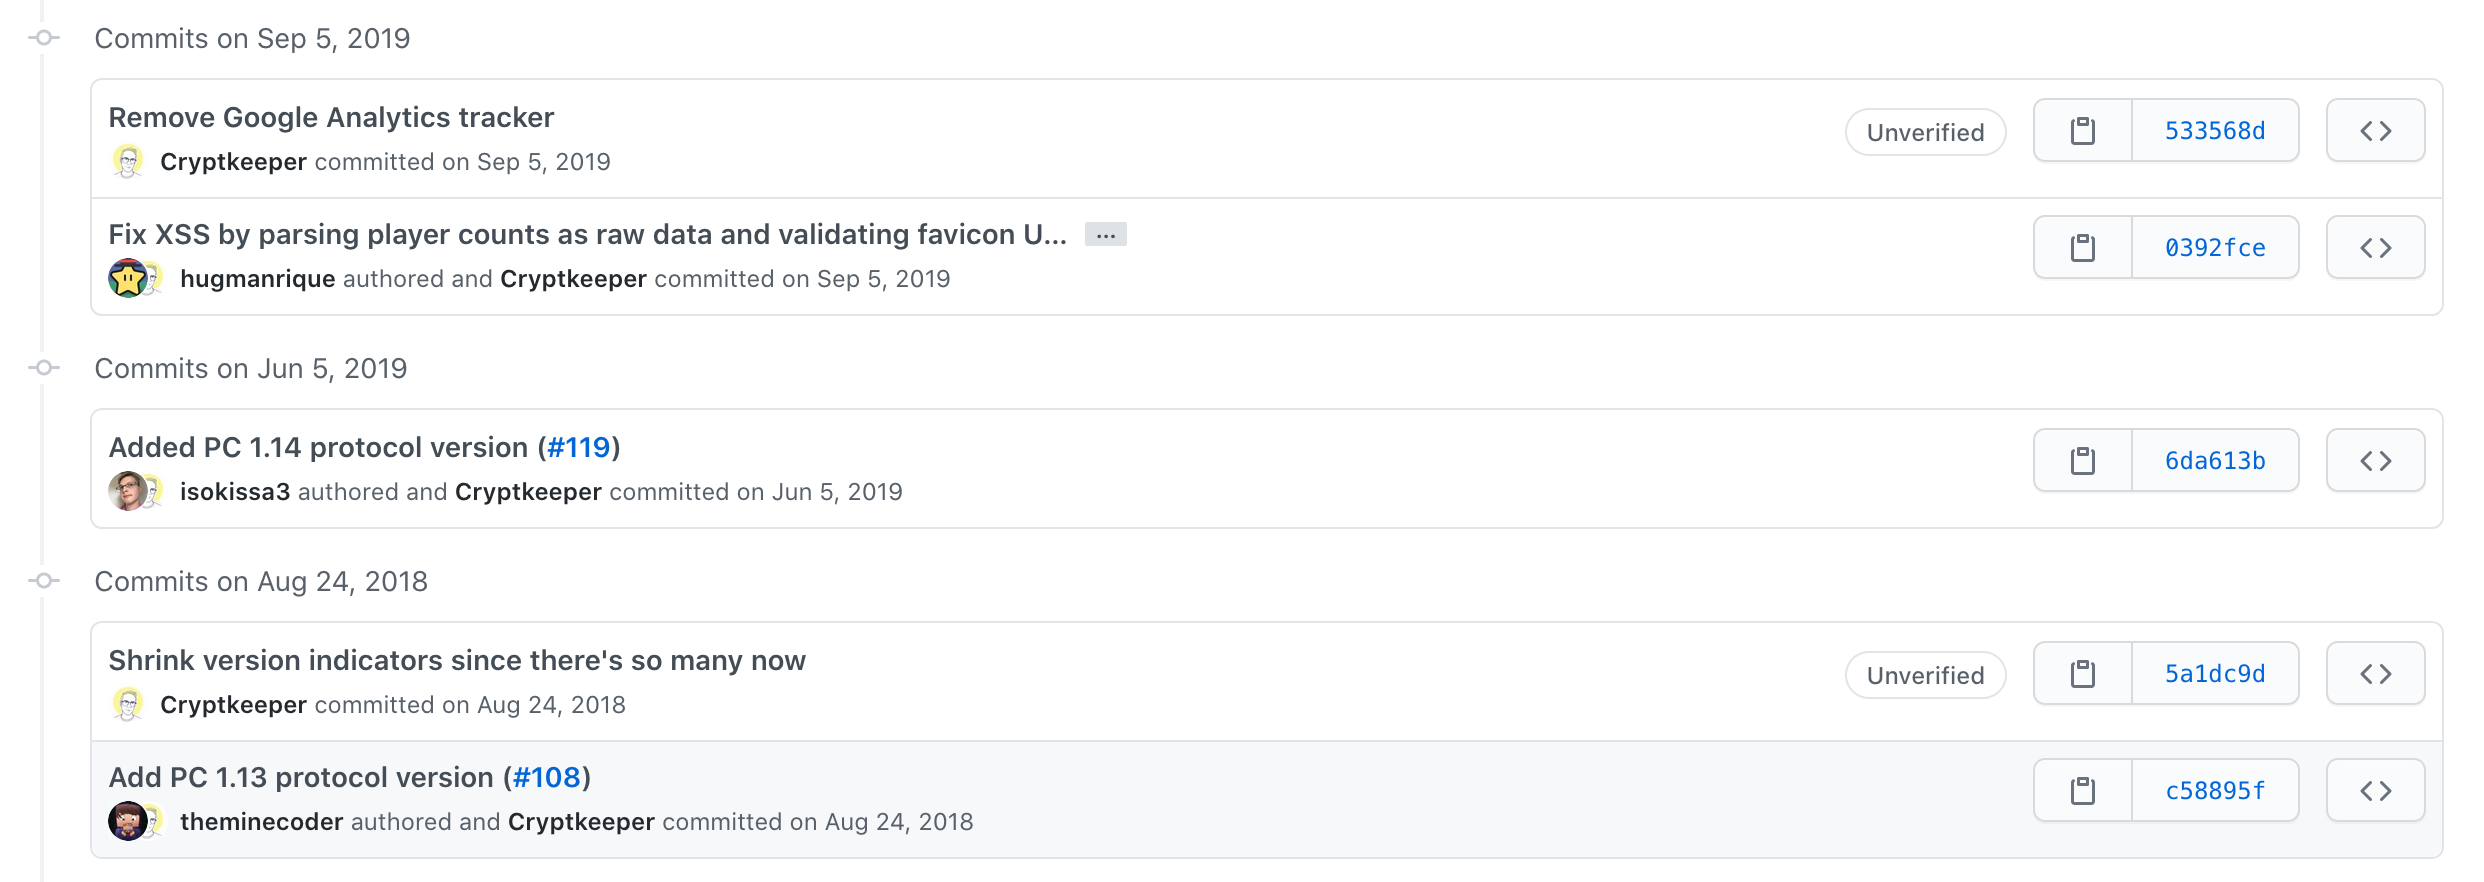 Commits on Sep 5, 2019
Remove Google Analytics tracker
Cryptkeeper committed on Sep 5, 2019
Unverified
533568d
Fix XSS by parsing player counts as raw data and validating favicon U... ...
hugmanrique authored and Cryptkeeper committed on Sep 5, 2019
0392fce
Commits on Jun 5, 2019
Added PC 1.14 protocol version (#119)
isokissa3 authored and Cryptkeeper committed on Jun 5, 2019
6da613b
Commits on Aug 24, 2018
Shrink version indicators since there's so many now
Cryptkeeper committed on Aug 24, 2018
Unverified
5a1dc9d
Add PC 1.13 protocol version (#108)
theminecoder authored and Cryptkeeper committed on Aug 24, 2018
c58895f